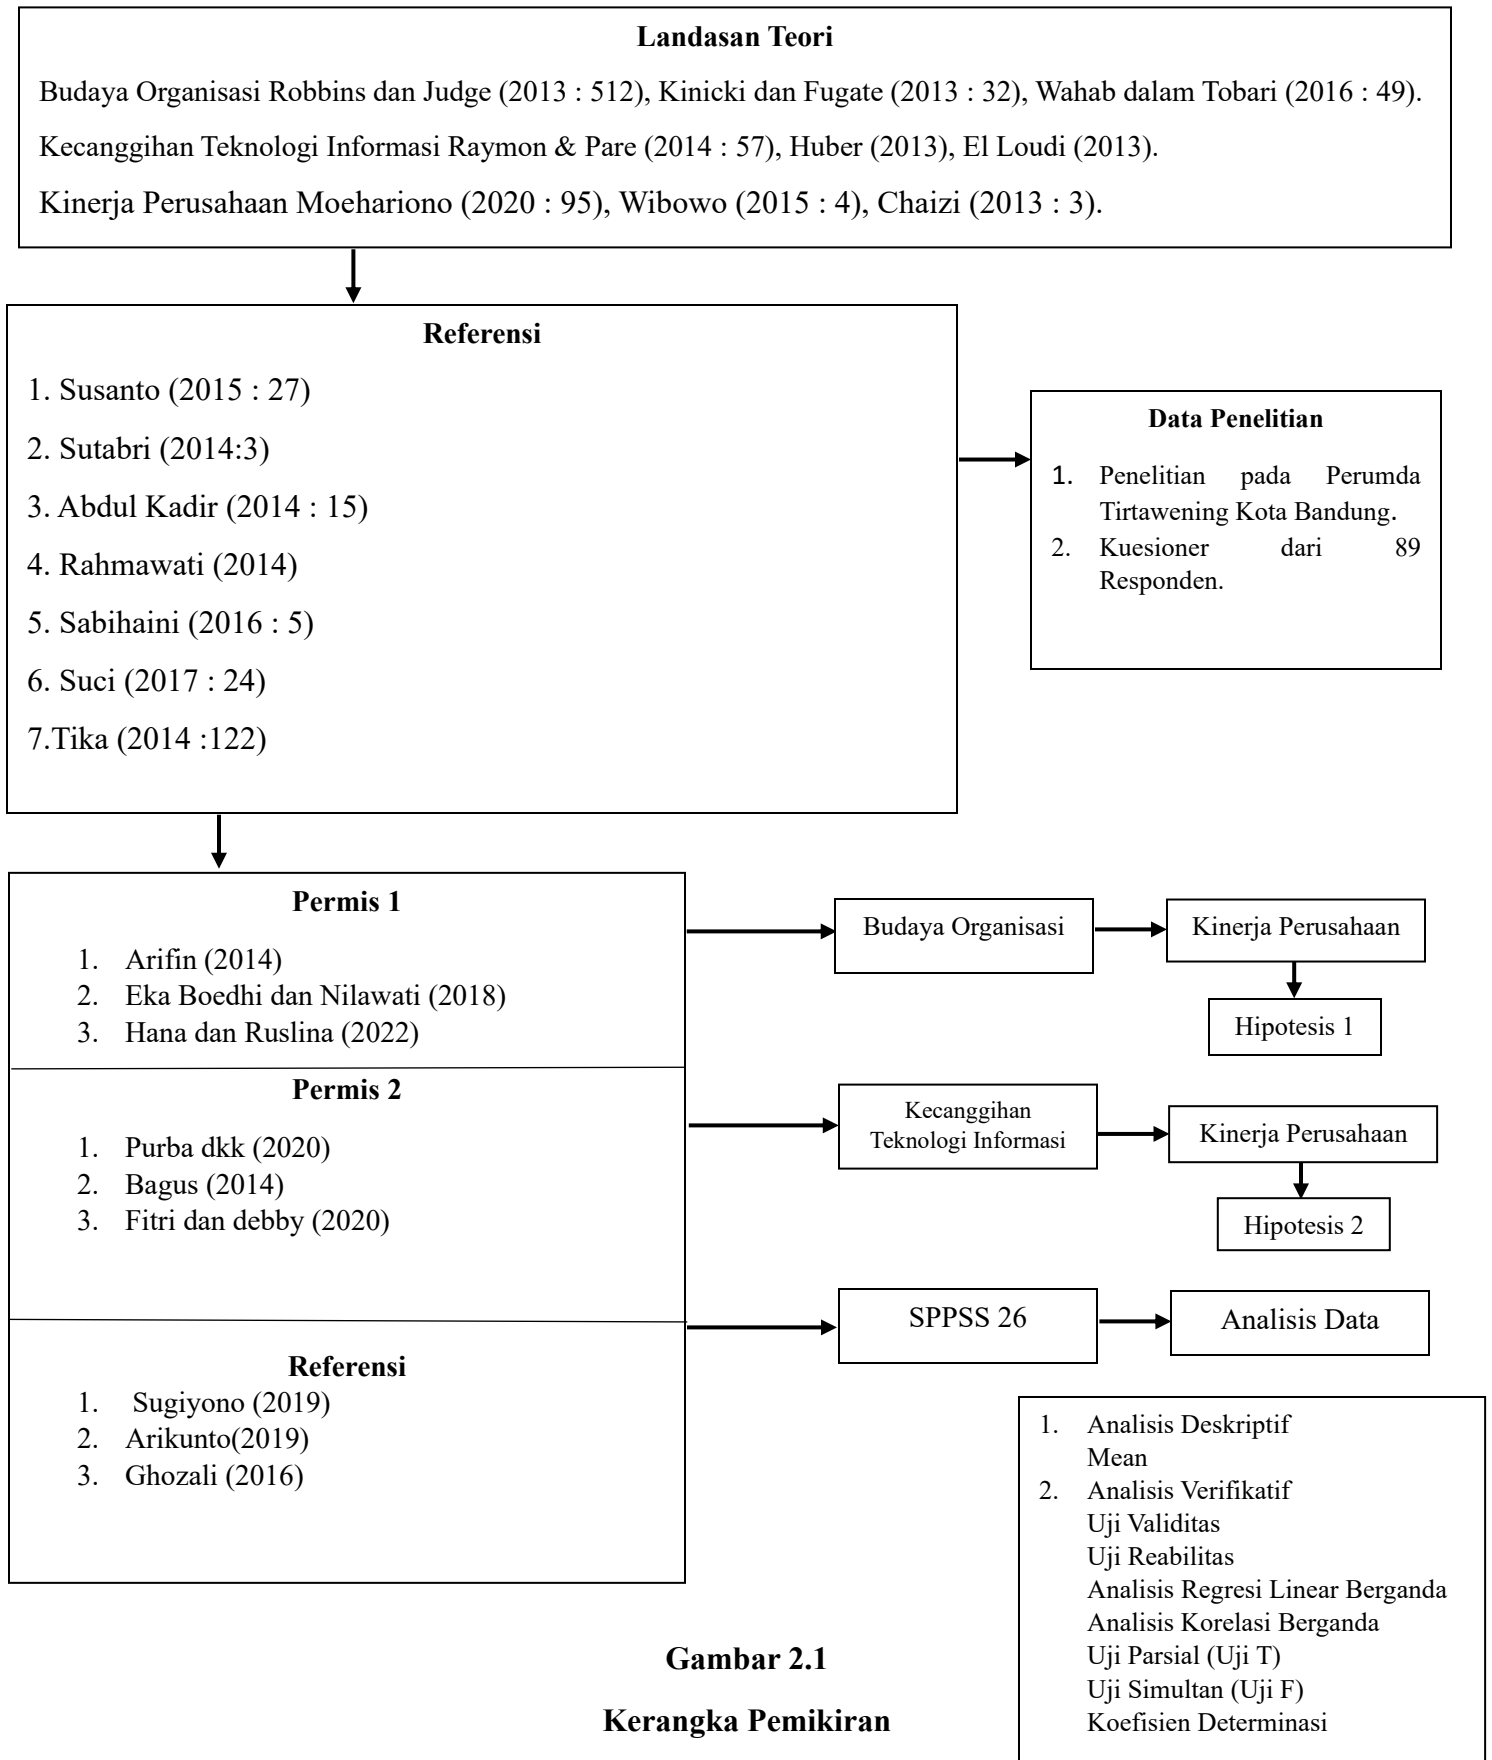 Landasan Teori
Budaya Organisasi Robbins dan Judge (2013 : 512), Kinicki dan Fugate (2013 : 32), Wahab dalam Tobari (2016 : 49).
Kecanggihan Teknologi Informasi Raymon & Pare (2014 : 57), Huber (2013), El Loudi (2013).
Kinerja Perusahaan Moehariono (2020 : 95), Wibowo (2015 : 4), Chaizi (2013 : 3).
Referensi
1. Susanto (2015 : 27)
2. Sutabri (2014:3)
3. Abdul Kadir (2014 : 15)
4. Rahmawati (2014)
5. Sabihaini (2016 : 5)
6. Suci (2017 : 24)
7.Tika (2014 :122)
Data Penelitian
1. Penelitian pada Perumda
Tirtawening Kota Bandung.
2. Kuesioner dari 89
Responden.
Permis 1
1. Arifin (2014)
2. Eka Boedhi dan Nilawati (2018)
3. Hana dan Ruslina (2022)
Budaya Organisasi
Kinerja Perusahaan
Hipotesis 1
Permis 2
1. Purba dkk (2020)
2. Bagus (2014)
3. Fitri dan debby (2020)
Kecanggihan
Teknologi Informasi
Kinerja Perusahaan
Hipotesis 2
Referensi
1. Sugiyono (2019)
2. Arikunto(2019)
3. Ghozali (2016)
SPPSS 26
Analisis Data
1. Analisis Deskriptif
Mean
2. Analisis Verifikatif
Uji Validitas
Uji Reabilitas
Analisis Regresi Linear Berganda
Analisis Korelasi Berganda
Uji Parsial (Uji T)
Uji Simultan (Uji F)
Koefisien Determinasi
Gambar 2.1
Kerangka Pemikiran